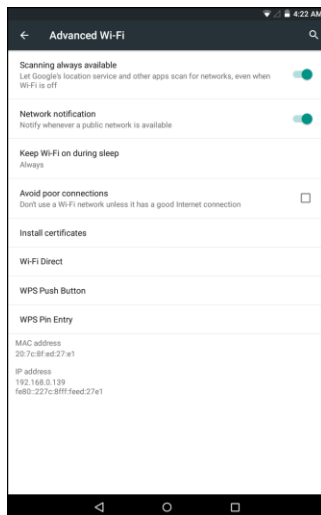 4:22 AM
Advanced Wi-Fi
Scanning always available
Let Google's location service and other apps scan for networks, even when
Wi-Fi is off
Network notification
Notify whenever a public network is available
Keep Wi-Fi on during sleep
Always
Avoid poor connections
Don't use a Wi-Fi network unless it has a good Internet connection
Install certificates
Wi-Fi Direct
WPS Push Button
WPS Pin Entry
MAC address
20:7c:8f:ed:27:e1
IP address
192.168.0.139
fe80::227c:8fff:feed:27e1